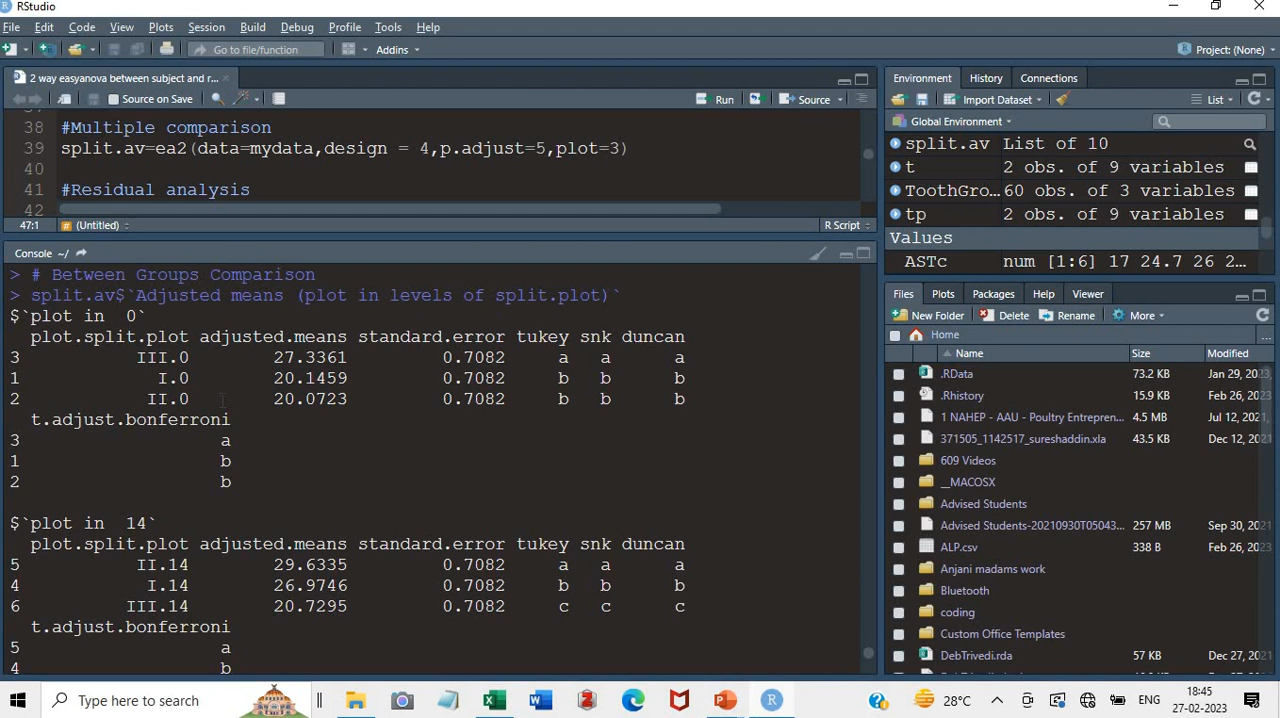 RStudio
File Edit Code View Plots Session Build Debug Profile Tools Help
Go to file/function Addins Project: (None)
2 way easyanova between subject and r...
Source on Save Run Source
38 #Multiple comparison
39 split.av=ea2(data=mydata,design = 4,p.adjust=5,plot=3)
40
41 #Residual analysis
42
47:1 (Untitled) R Script
Console ~/
> # Between Groups Comparison
> split.av$`Adjusted means (plot in levels of split.plot)`
$`plot in  0`
plot.split.plot adjusted.means standard.error tukey snk duncan
3 III.0 27.3361 0.7082 a a a
1 I.0 20.1459 0.7082 b b b
2 II.0 20.0723 0.7082 b b b
t.adjust.bonferroni
3 a
1 b
2 b
$`plot in  14`
plot.split.plot adjusted.means standard.error tukey snk duncan
5 II.14 29.6335 0.7082 a a a
4 I.14 26.9746 0.7082 b b b
6 III.14 20.7295 0.7082 c c c
t.adjust.bonferroni
5 a
4 b
Environment History Connections
Import Dataset List
Global Environment
split.av List of 10
t 2 obs. of 9 variables
ToothGro... 60 obs. of 3 variables
tp 2 obs. of 9 variables
Values
ASTc num [1:6] 17 24.7 26 2...
Files Plots Packages Help Viewer
New Folder Delete Rename More
Home ...
Name Size Modified
.RData 73.2 KB Jan 29, 2023,
.Rhistory 15.9 KB Feb 26, 2023
1 NAHEP - AAU - Poultry Entrepren... 4.5 MB Jul 12, 2021,
371505_1142517_sureshaddin.xla 43.5 KB Dec 12, 2021
609 Videos
__MACOSX
Advised Students
Advised Students-20210930T05043... 257 MB Sep 30, 2021
ALP.csv 338 B Feb 26, 2023
Anjani madams work
Bluetooth
coding
Custom Office Templates
DebTrivedi.rda 57 KB Dec 27, 2021
Type here to search
28°C ENG 18:45
27-02-2023